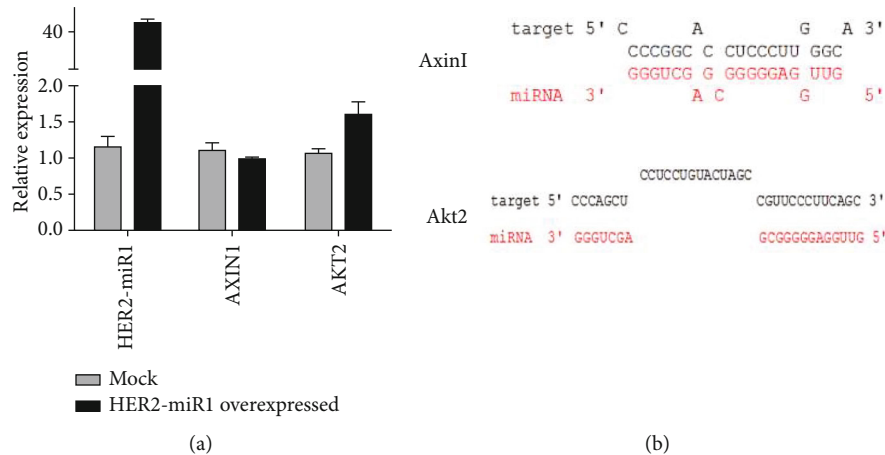 Relative expression
40
2.0
1.5
1.0
0.5
0.0
HER2-miR1
AXIN1
AKT2
Mock
HER2-miR1 overexpressed
(a)
AxinI
target 5' C A G A 3'
CCCGGC C CUCCCUU GGC
GGGUCG G GGGGGAG UUG
miRNA 3' A C G 5'
Akt2
CCUCCUGUACUAGC
target 5' CCCAGCU CGUUCCCUUCAGC 3'
miRNA 3' GGGUCGA GCGGGGGAGGUUG 5'
(b)